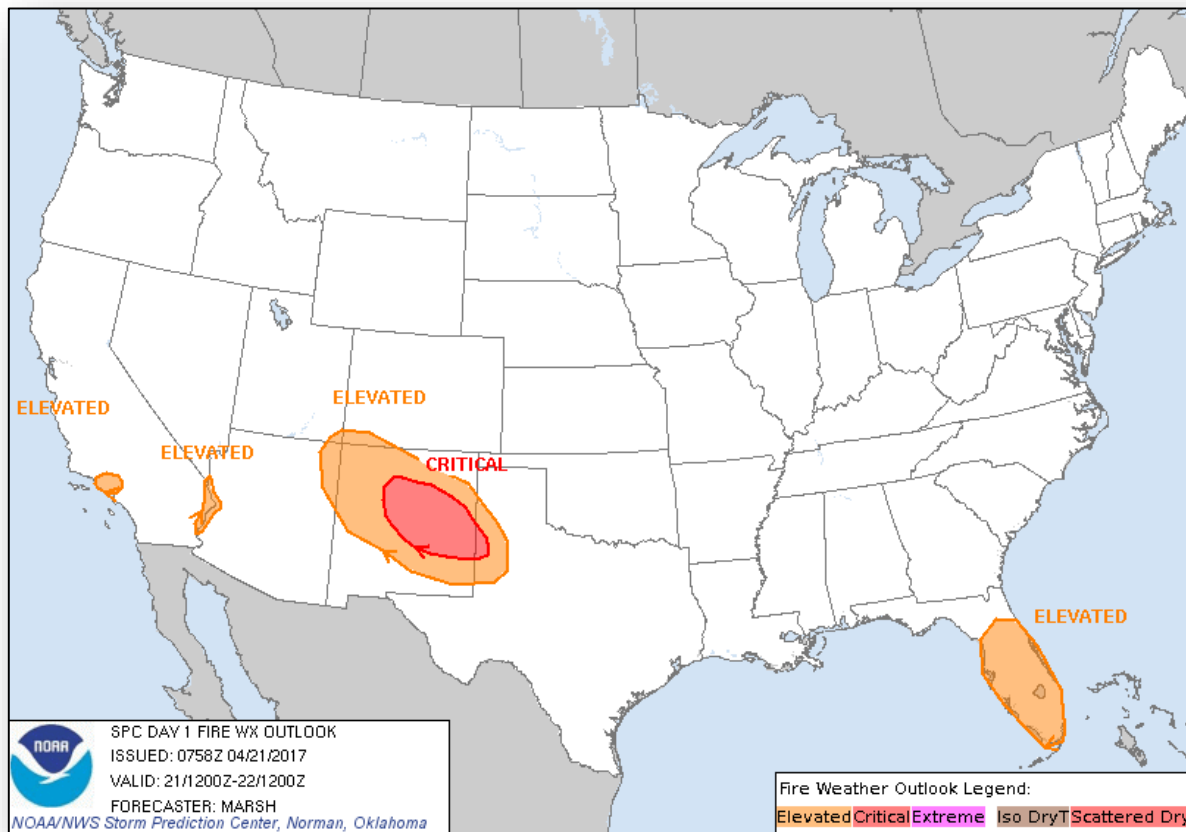 ELEVATED
ELEVATED
ELEVATED
CRITICAL
ELEVATED
NOAA
SPC DAY 1 FIRE WX OUTLOOK
ISSUED: 0758Z 04/21/2017
VALID: 21/1200Z-22/1200Z
FORECASTER: MARSH
NOAA/NWS Storm Prediction Center, Norman, Oklahoma
Fire Weather Outlook Legend:
Elevated Critical Extreme Iso DryT Scattered Dry